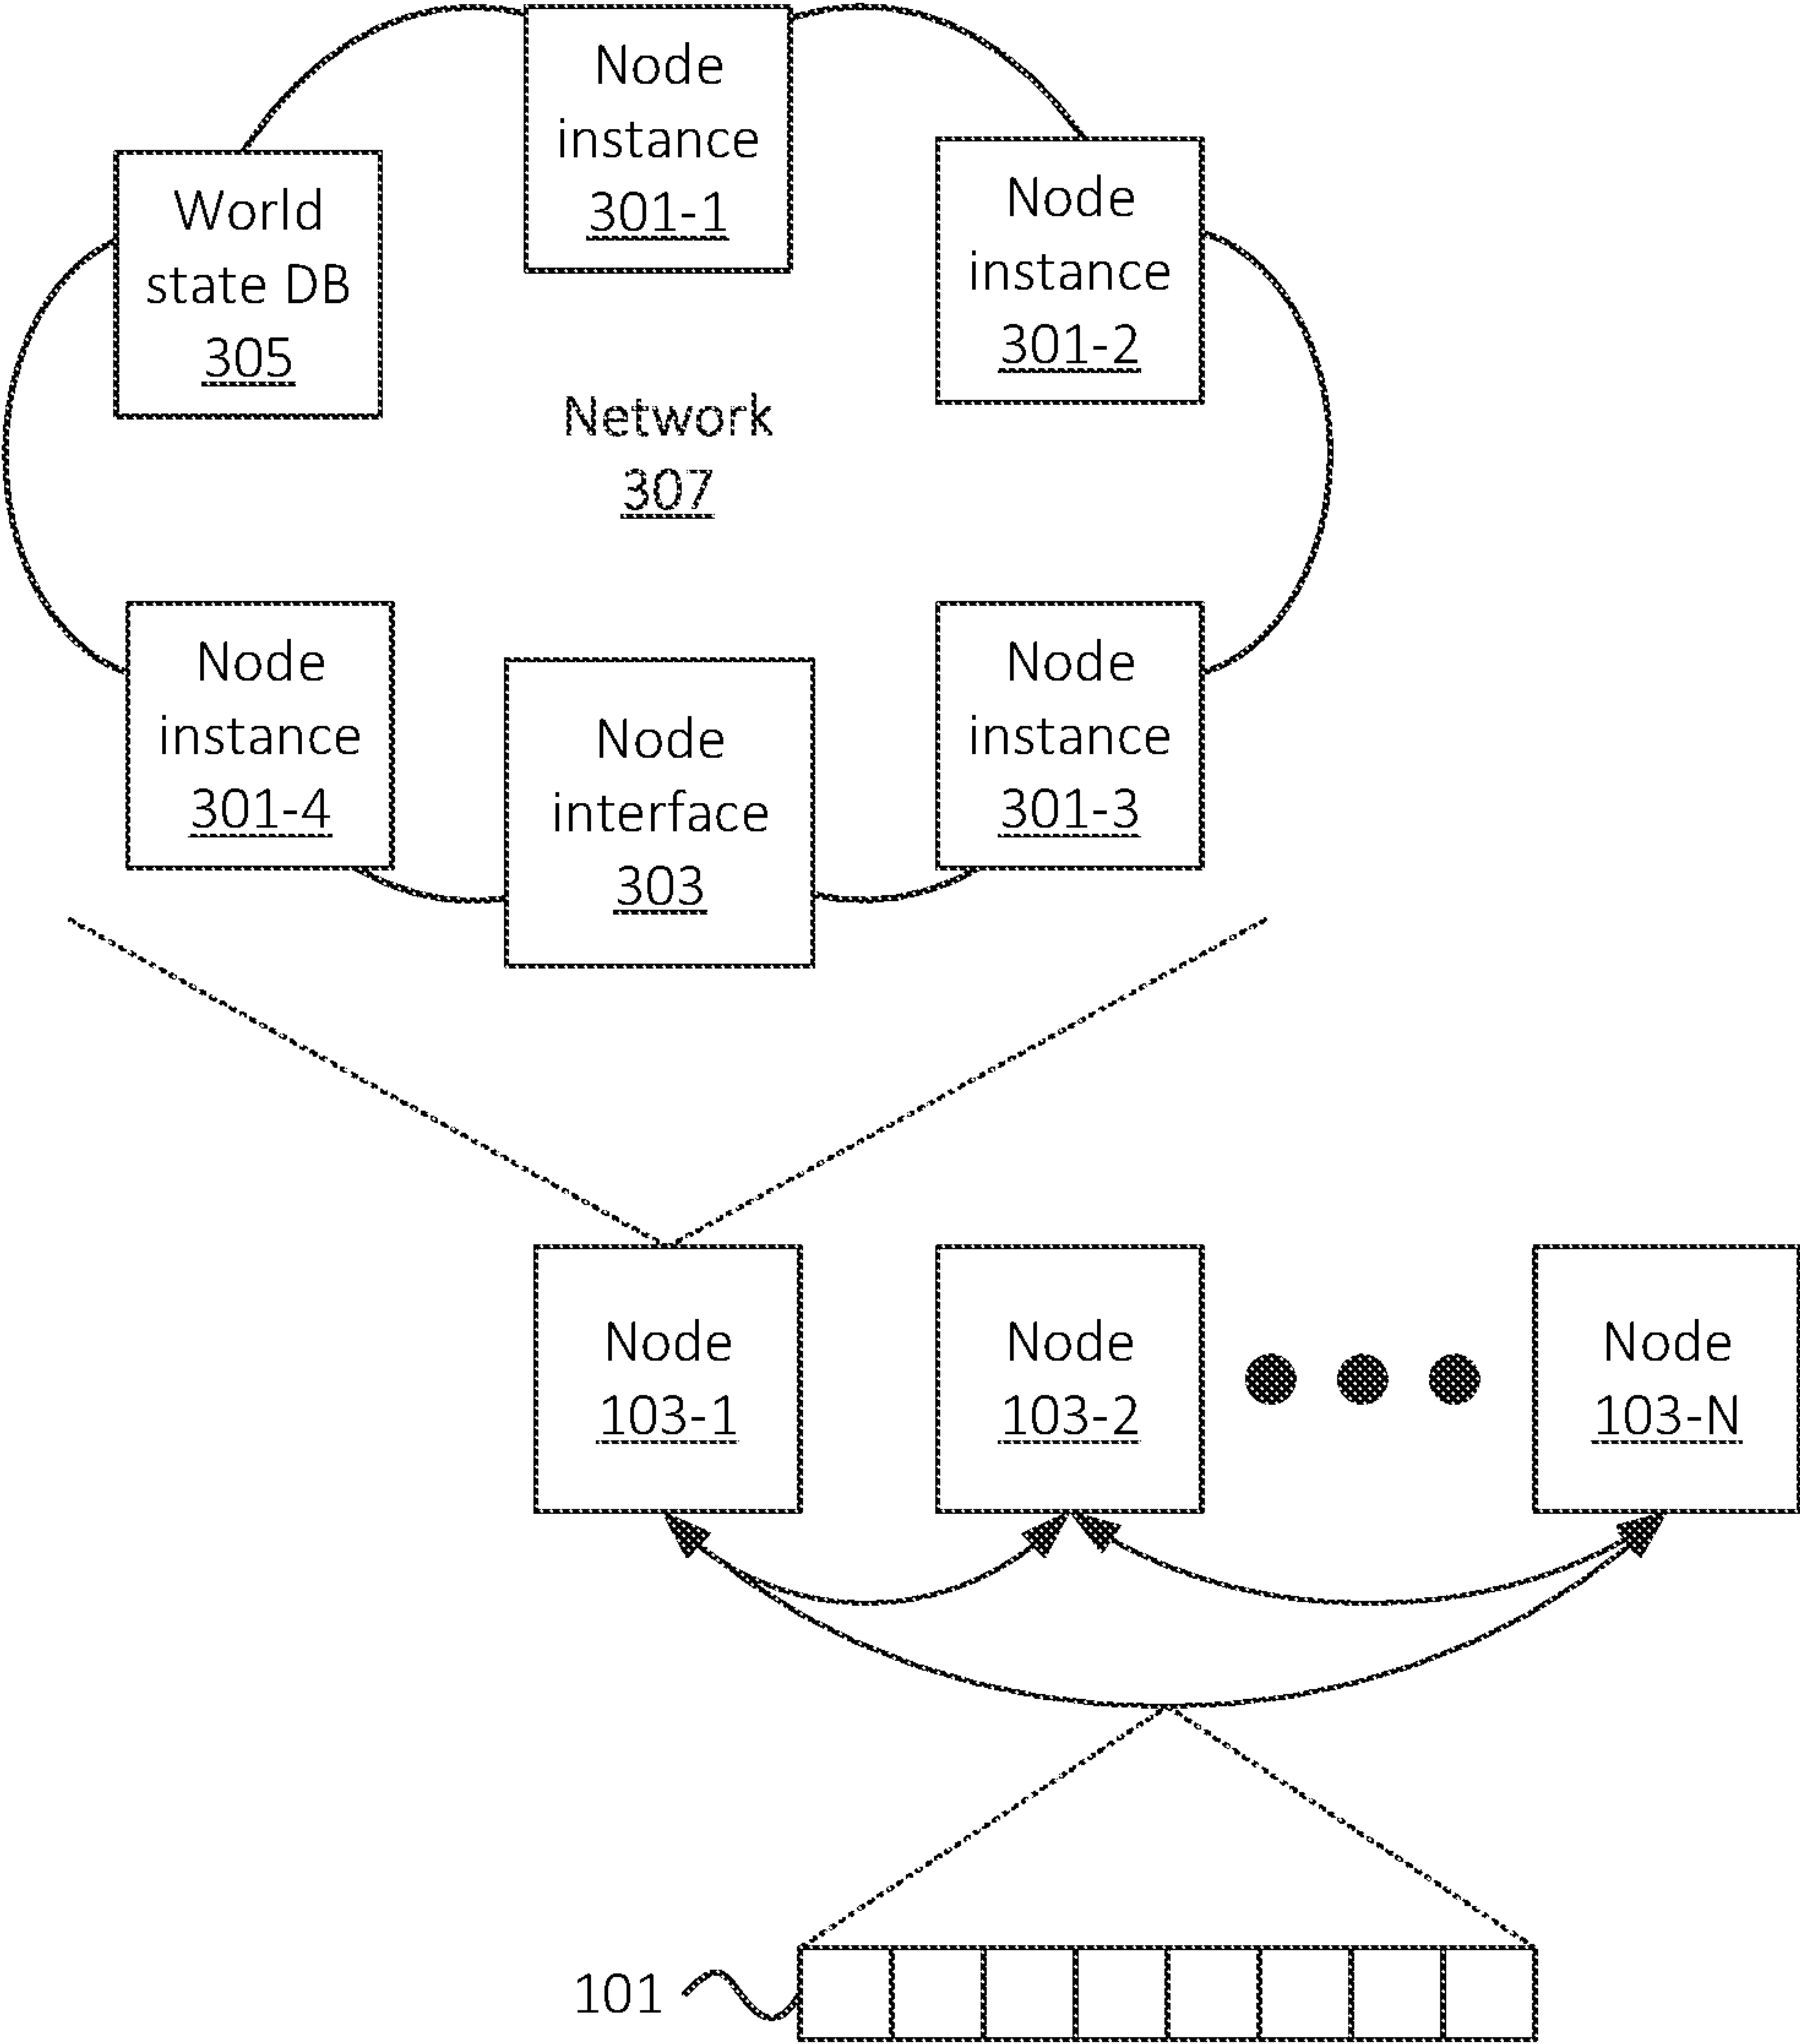 Node
instance
301-1
World
state DB
305
Node
instance
301-2
Network
307
Node
instance
301-4
Node
interface
303
Node
instance
301-3
Node
103-1
Node
103-2
Node
103-N
101